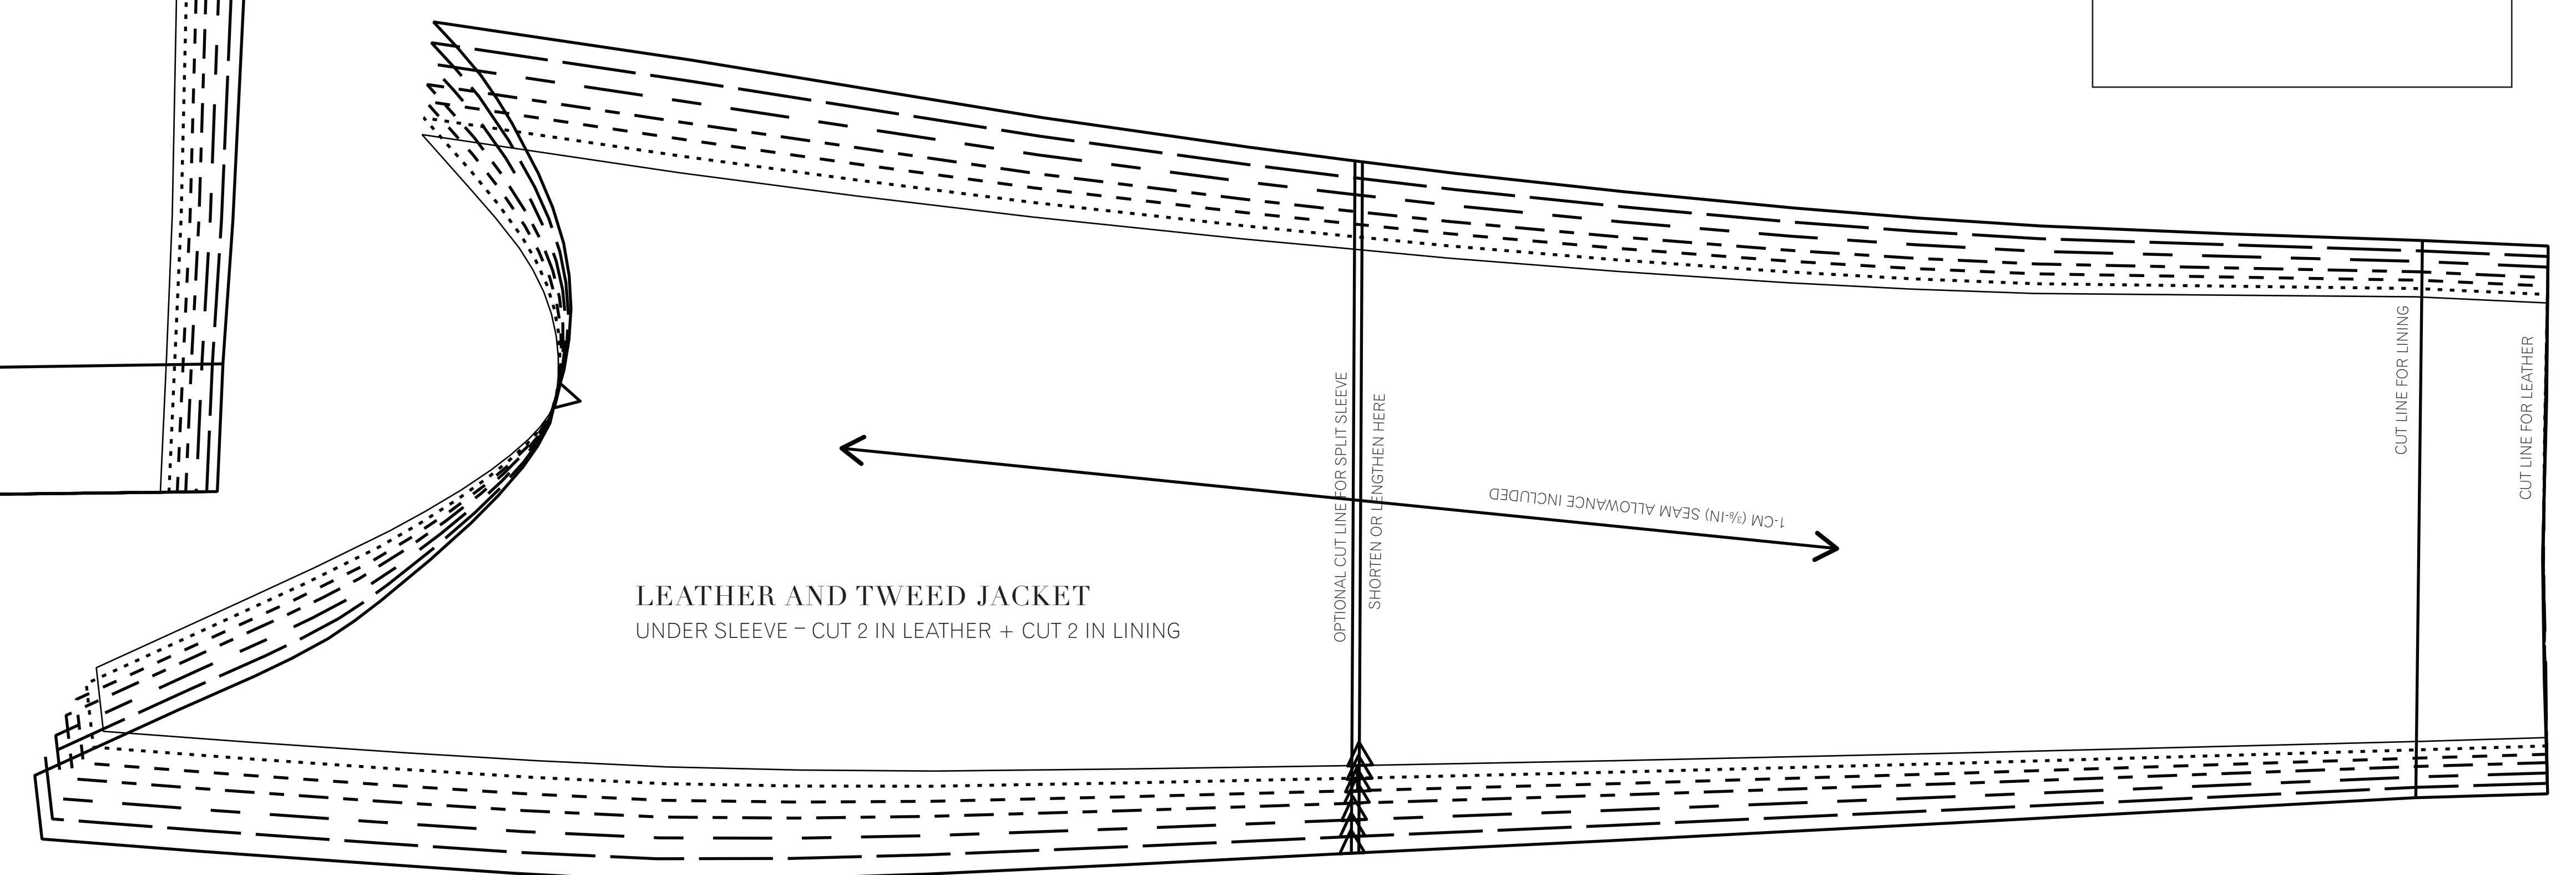 LEATHER AND TWEED JACKET
UNDER SLEEVE – CUT 2 IN LEATHER + CUT 2 IN LINING
OPTIONAL CUT LINE FOR SPLIT SLEEVE
SHORTEN OR LENGTHEN HERE
1-CM (⅜-IN) SEAM ALLOWANCE INCLUDED
CUT LINE FOR LINING
CUT LINE FOR LEATHER